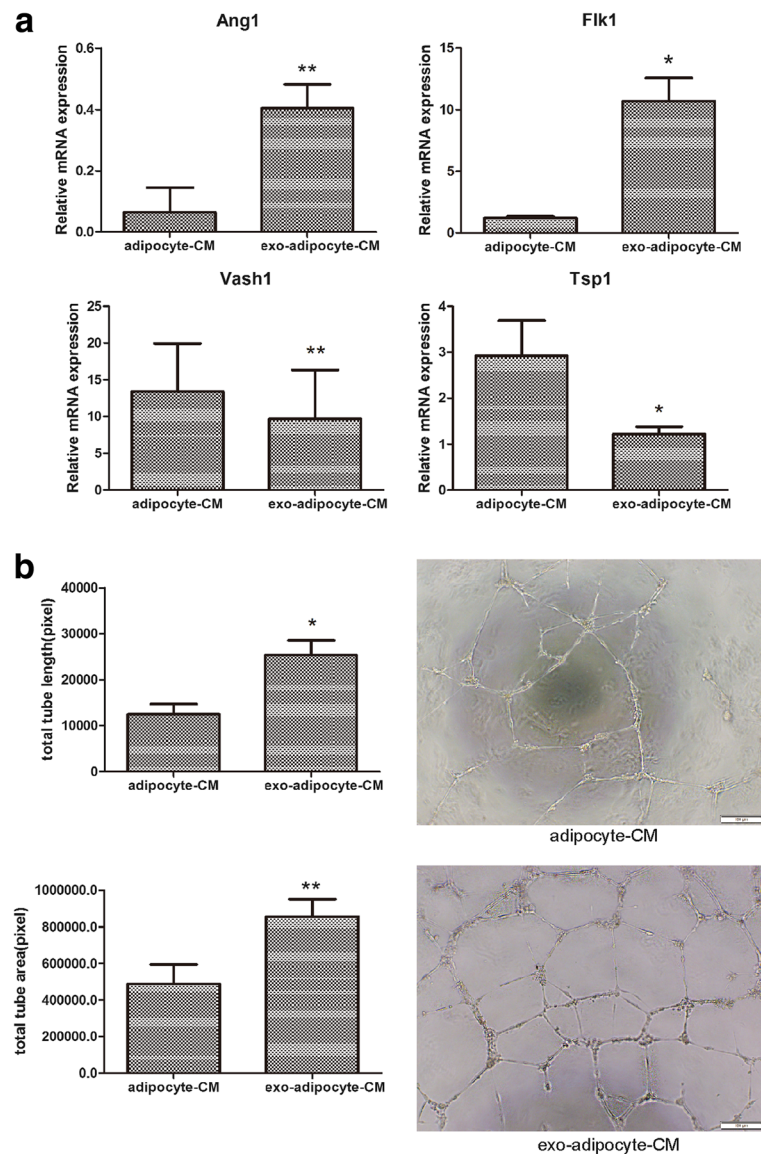 a
Ang1
Relative mRNA expression
0.6
0.4
0.2
0.0
**
adipocyte-CM
exo-adipocyte-CM
Flk1
Relative mRNA expression
15
10
5
0
*
adipocyte-CM
exo-adipocyte-CM
Vash1
Relative mRNA expression
25
20
15
10
5
0
**
adipocyte-CM
exo-adipocyte-CM
Tsp1
Relative mRNA expression
4
3
2
1
0
*
adipocyte-CM
exo-adipocyte-CM
b
total tube length(pixel)
40000
30000
20000
10000
0
*
adipocyte-CM
exo-adipocyte-CM
adipocyte-CM
total tube area(pixel)
1000000.0
800000.0
600000.0
400000.0
200000.0
0.0
**
adipocyte-CM
exo-adipocyte-CM
exo-adipocyte-CM